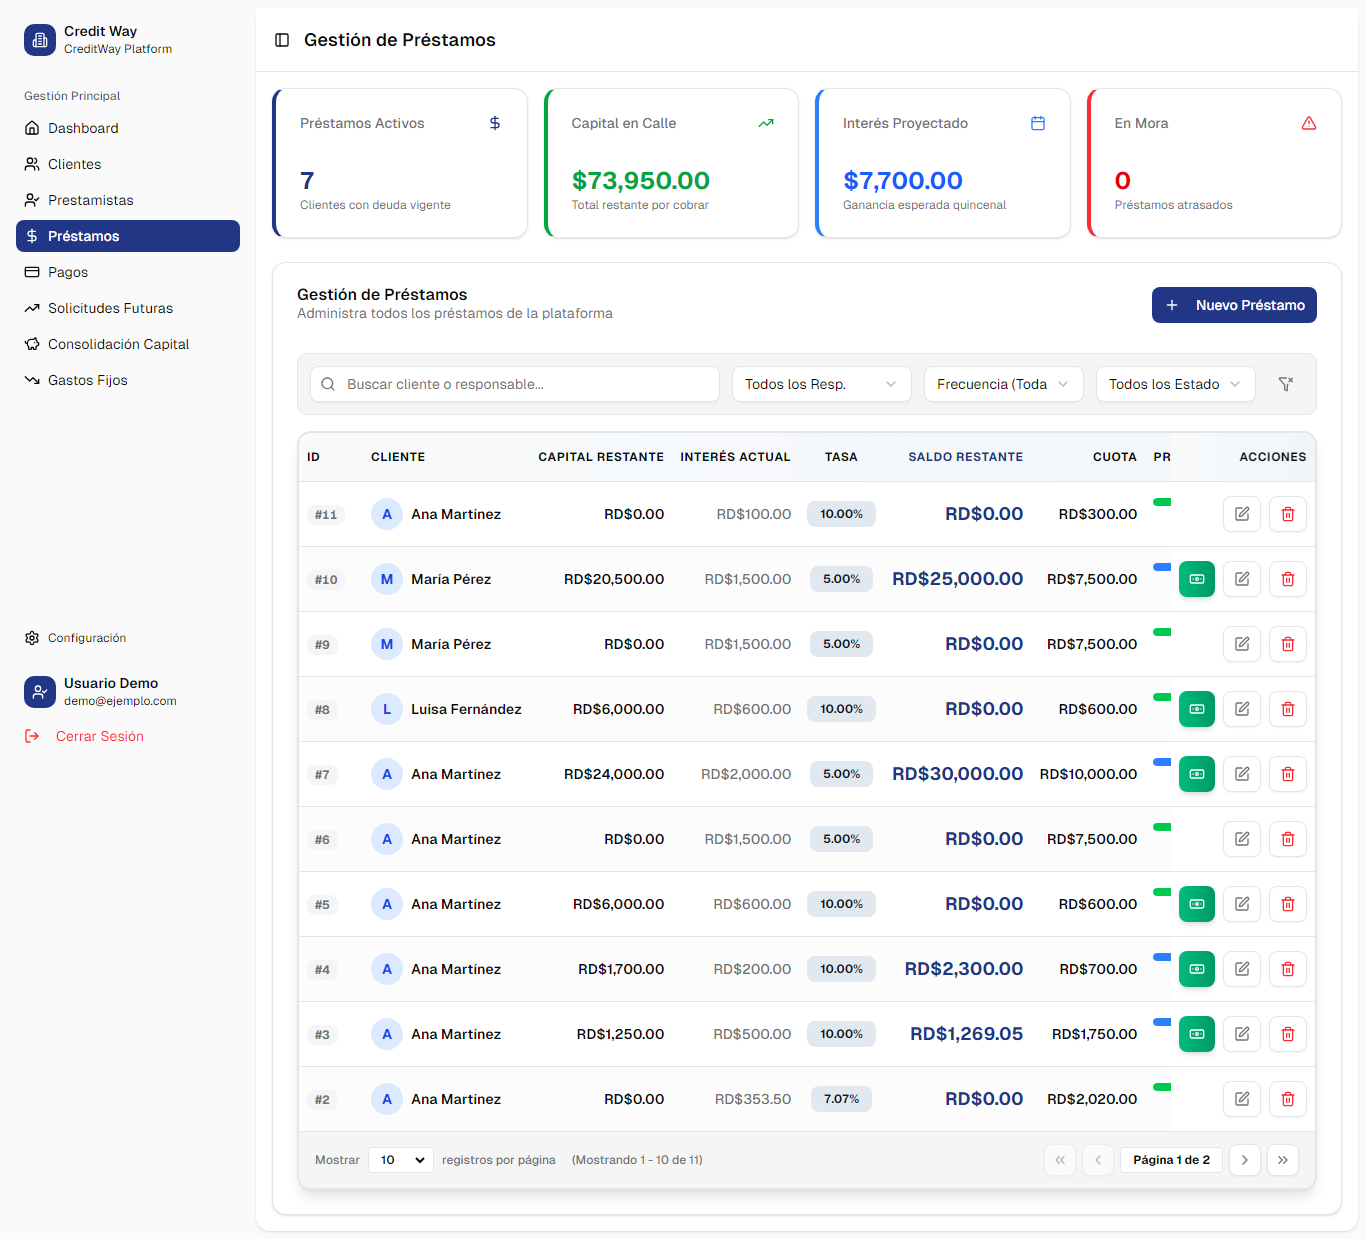 Credit Way
CreditWay Platform
Gestión Principal
Dashboard
Clientes
Prestamistas
Préstamos
Pagos
Solicitudes Futuras
Consolidación Capital
Gastos Fijos
Configuración
Usuario Demo
demo@ejemplo.com
Cerrar Sesión
Gestión de Préstamos
Préstamos Activos
7
Clientes con deuda vigente
Capital en Calle
$73,950.00
Total restante por cobrar
Interés Proyectado
$7,700.00
Ganancia esperada quincenal
En Mora
0
Préstamos atrasados
Gestión de Préstamos
Administra todos los préstamos de la plataforma
Nuevo Préstamo
Buscar cliente o responsable...
Todos los Resp.
Frecuencia (Toda
Todos los Estado
ID CLIENTE CAPITAL RESTANTE INTERÉS ACTUAL TASA SALDO RESTANTE CUOTA PR ACCIONES
#11 A Ana Martínez RD$0.00 RD$100.00 10.00% RD$0.00 RD$300.00
#10 M María Pérez RD$20,500.00 RD$1,500.00 5.00% RD$25,000.00 RD$7,500.00
#9 M María Pérez RD$0.00 RD$1,500.00 5.00% RD$0.00 RD$7,500.00
#8 L Luisa Fernández RD$6,000.00 RD$600.00 10.00% RD$0.00 RD$600.00
#7 A Ana Martínez RD$24,000.00 RD$2,000.00 5.00% RD$30,000.00 RD$10,000.00
#6 A Ana Martínez RD$0.00 RD$1,500.00 5.00% RD$0.00 RD$7,500.00
#5 A Ana Martínez RD$6,000.00 RD$600.00 10.00% RD$0.00 RD$600.00
#4 A Ana Martínez RD$1,700.00 RD$200.00 10.00% RD$2,300.00 RD$700.00
#3 A Ana Martínez RD$1,250.00 RD$500.00 10.00% RD$1,269.05 RD$1,750.00
#2 A Ana Martínez RD$0.00 RD$353.50 7.07% RD$0.00 RD$2,020.00
Mostrar 10 registros por página (Mostrando 1 - 10 de 11)
Página 1 de 2